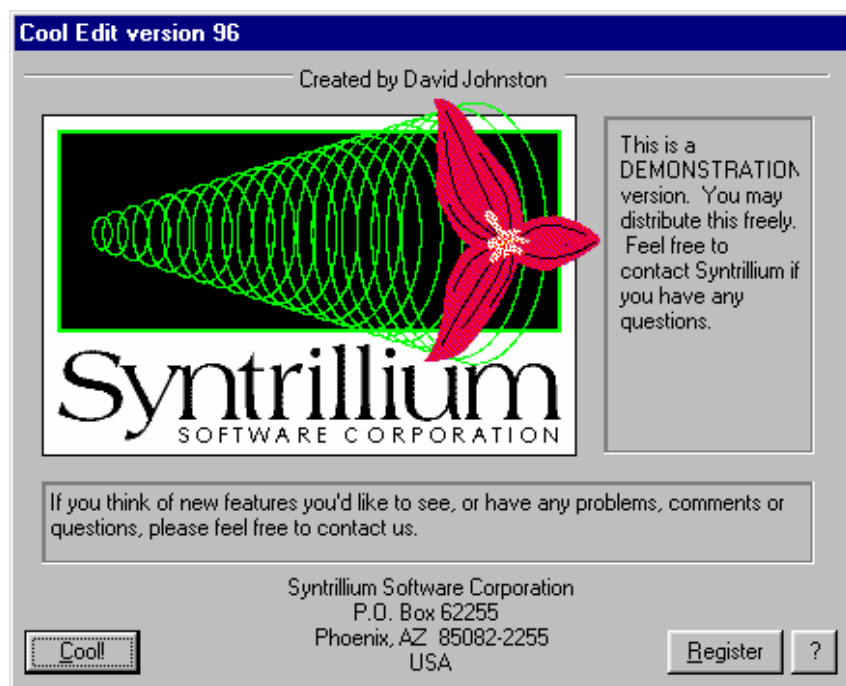 Cool Edit version 96
Created by David Johnston
This is a
DEMONSTRATION
version.  You may
distribute this freely.
Feel free to
contact Syntrillium if
you have any
questions.
Syntrillium
SOFTWARE CORPORATION
If you think of new features you'd like to see, or have any problems, comments or
questions, please feel free to contact us.
Syntrillium Software Corporation
P.O. Box 62255
Phoenix, AZ  85082-2255
USA
Cool!
Register
?